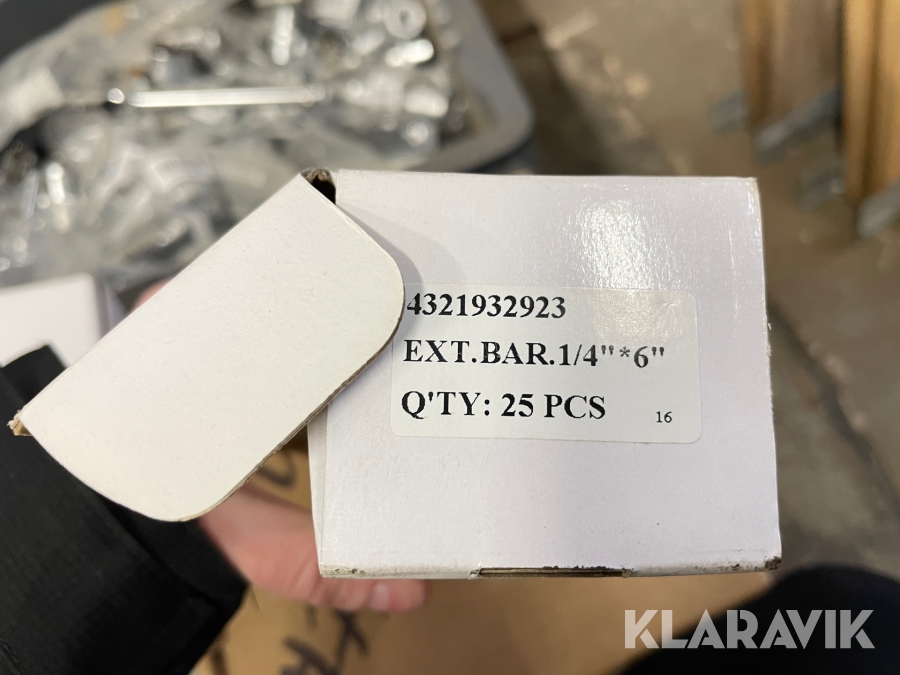 4321932923
EXT.BAR.1/4"*6"
Q'TY: 25 PCS
16
KLARAVIK